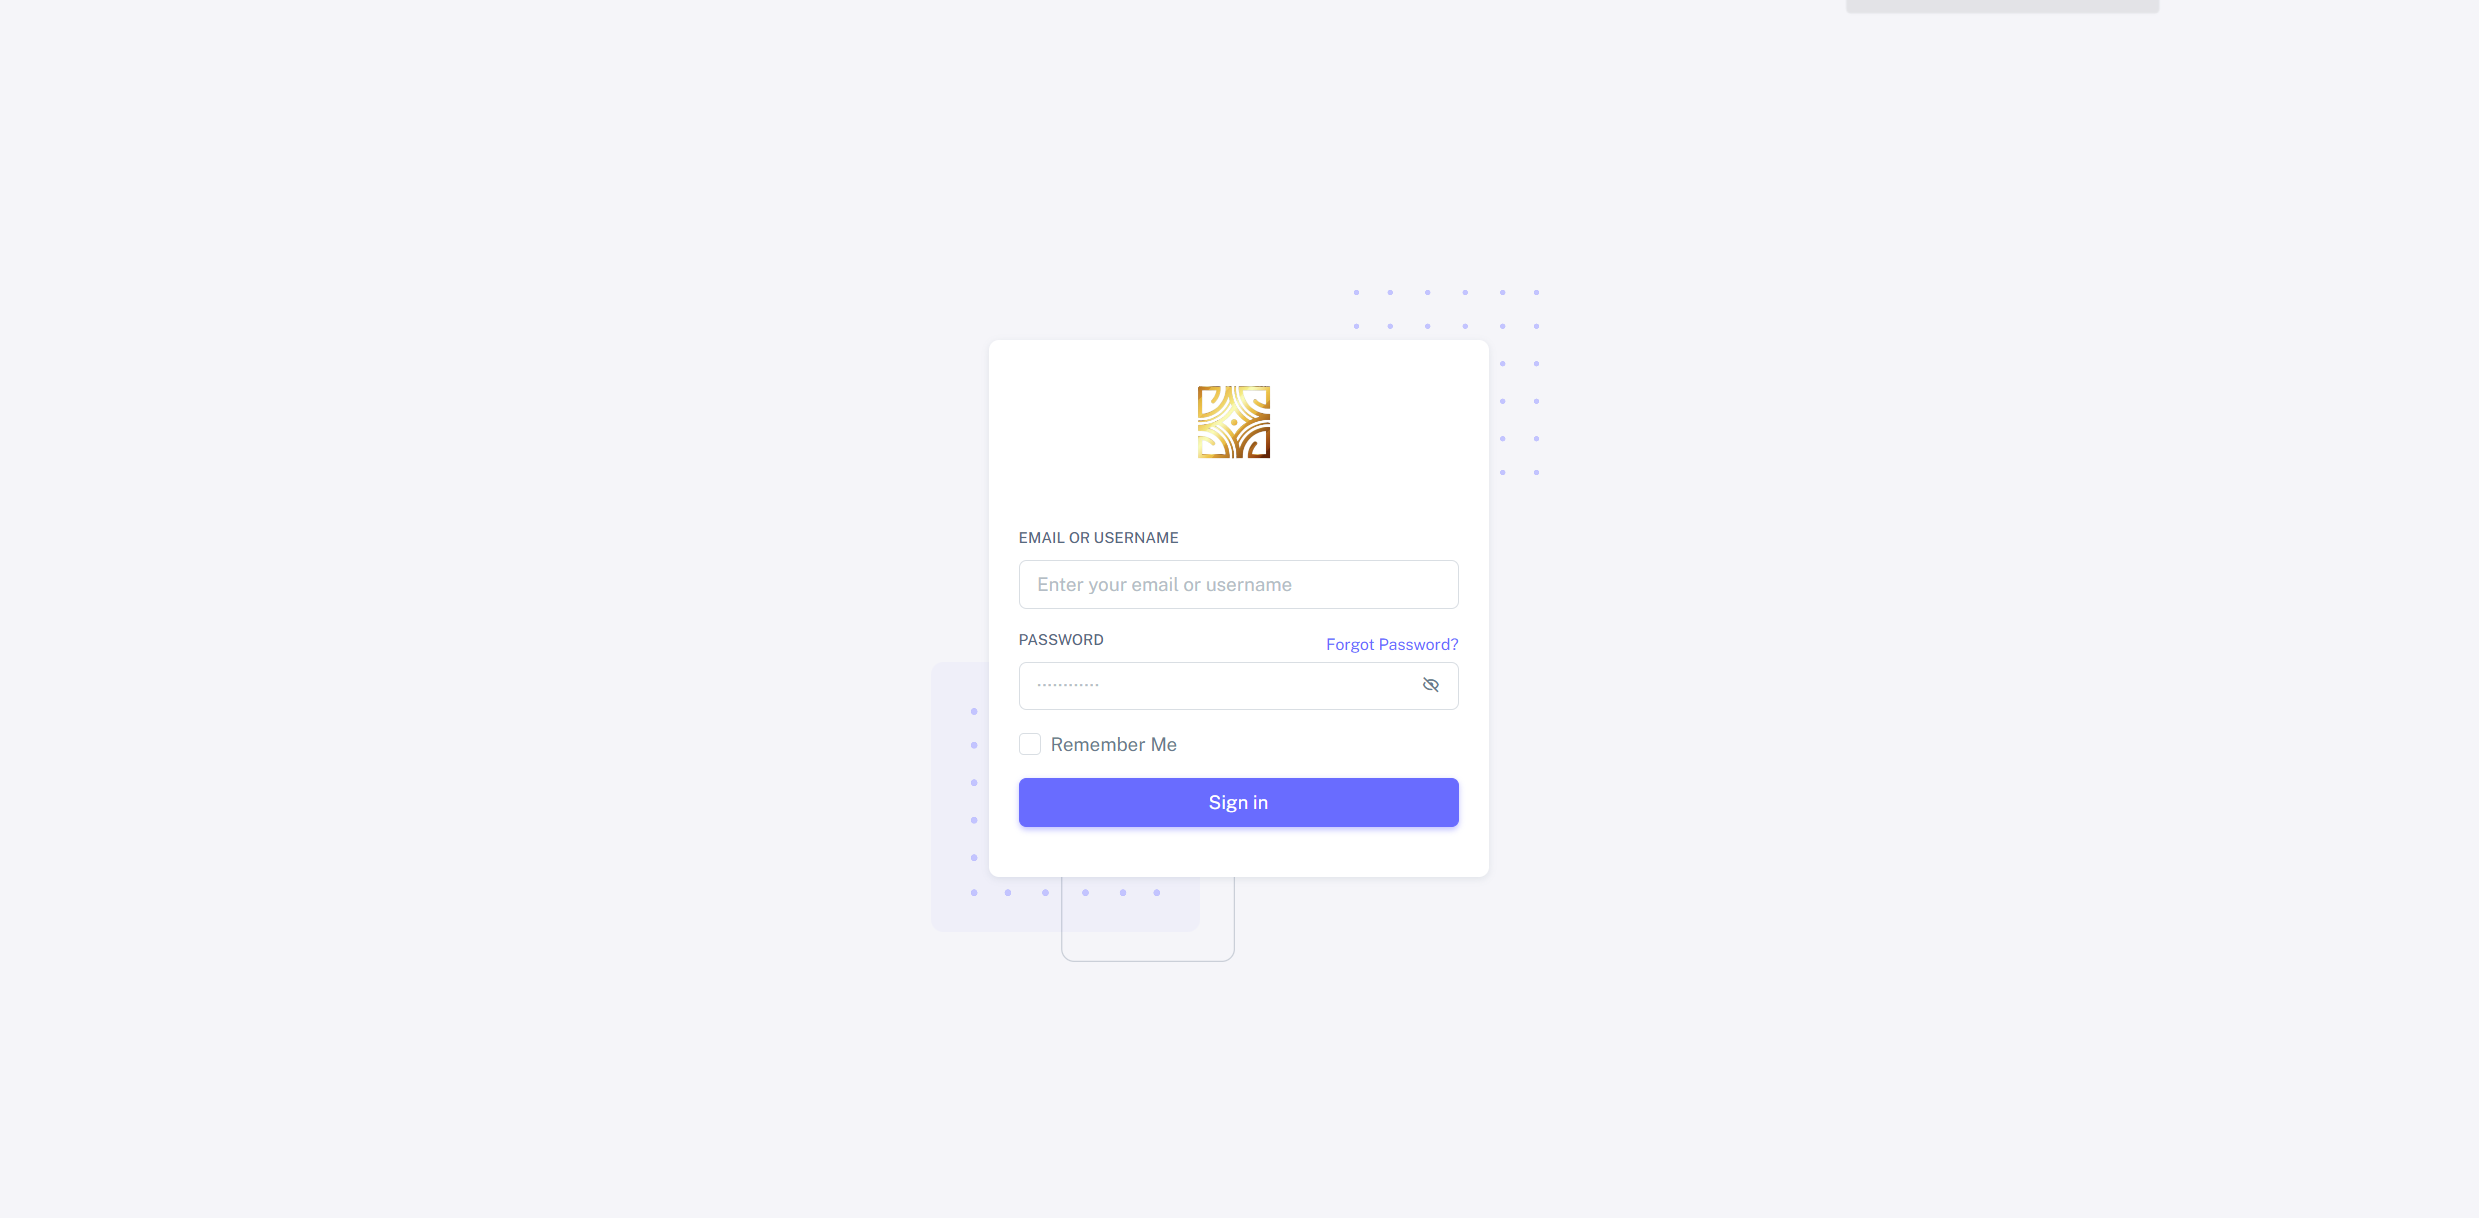 EMAIL OR USERNAME
Enter your email or username
PASSWORD
Forgot Password?
············
Remember Me
Sign in